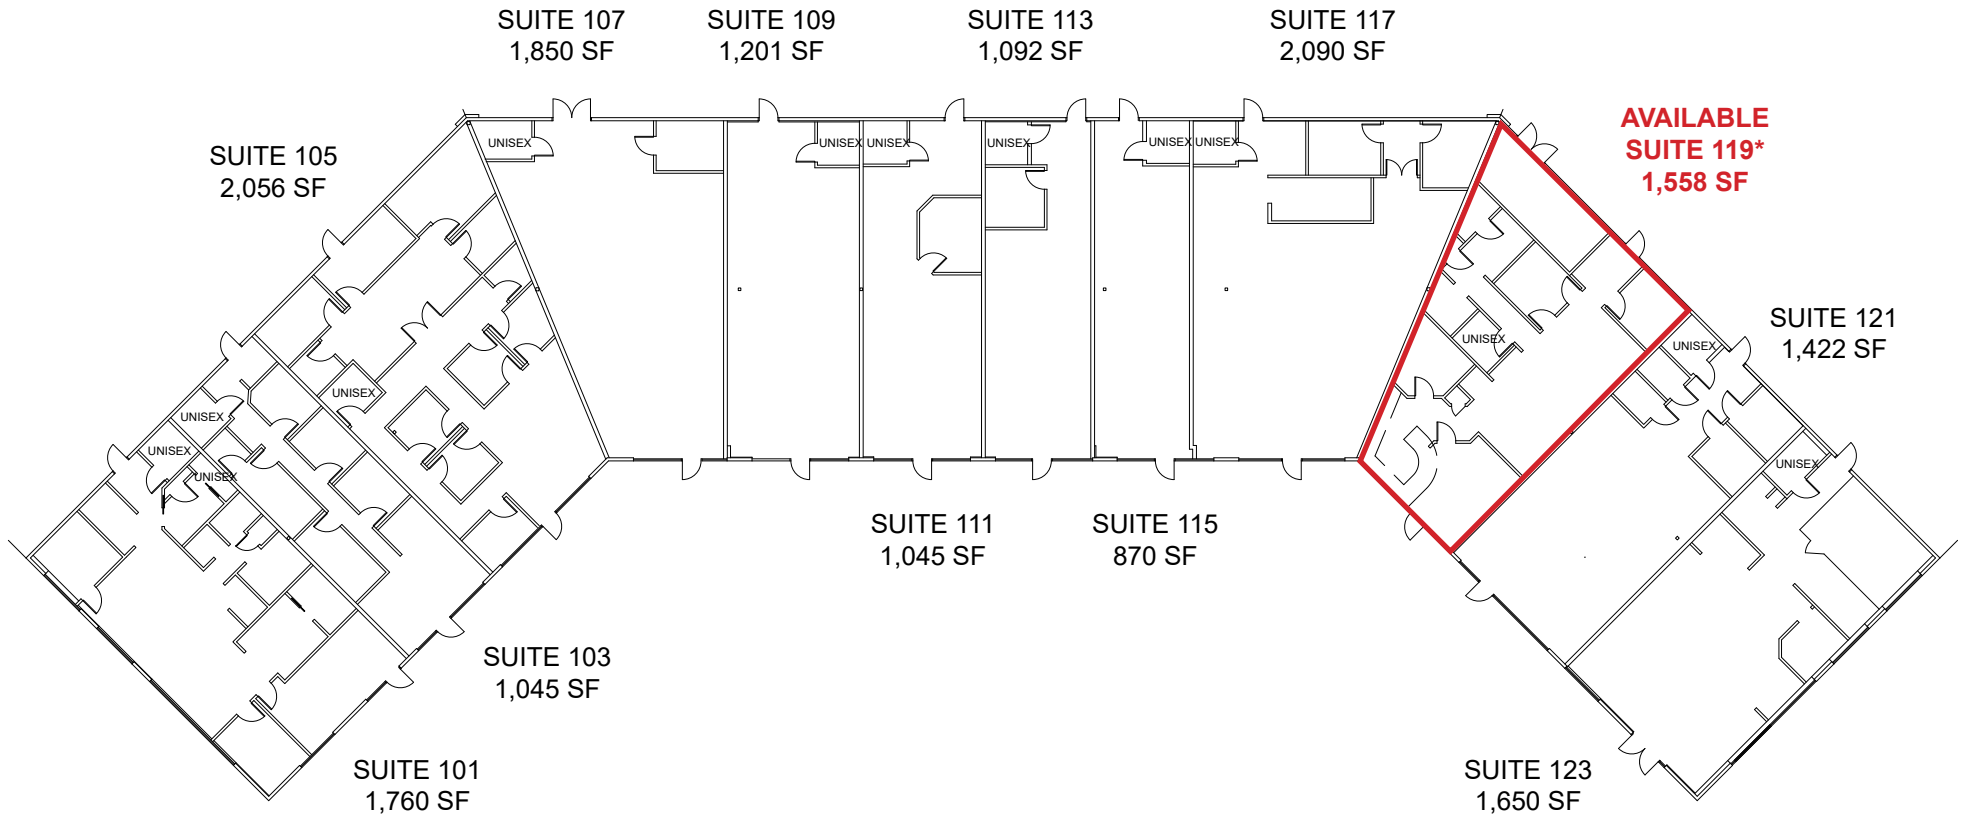 SUITE 107
1,850 SF
SUITE 109
1,201 SF
SUITE 113
1,092 SF
SUITE 117
2,090 SF
AVAILABLE
SUITE 119*
1,558 SF
SUITE 105
2,056 SF
UNISEX
UNISEX
UNISEX
UNISEX
UNISEX
UNISEX
SUITE 121
1,422 SF
UNISEX
UNISEX
UNISEX
UNISEX
UNISEX
UNISEX
UNISEX
SUITE 111
1,045 SF
SUITE 115
870 SF
SUITE 103
1,045 SF
SUITE 101
1,760 SF
SUITE 123
1,650 SF